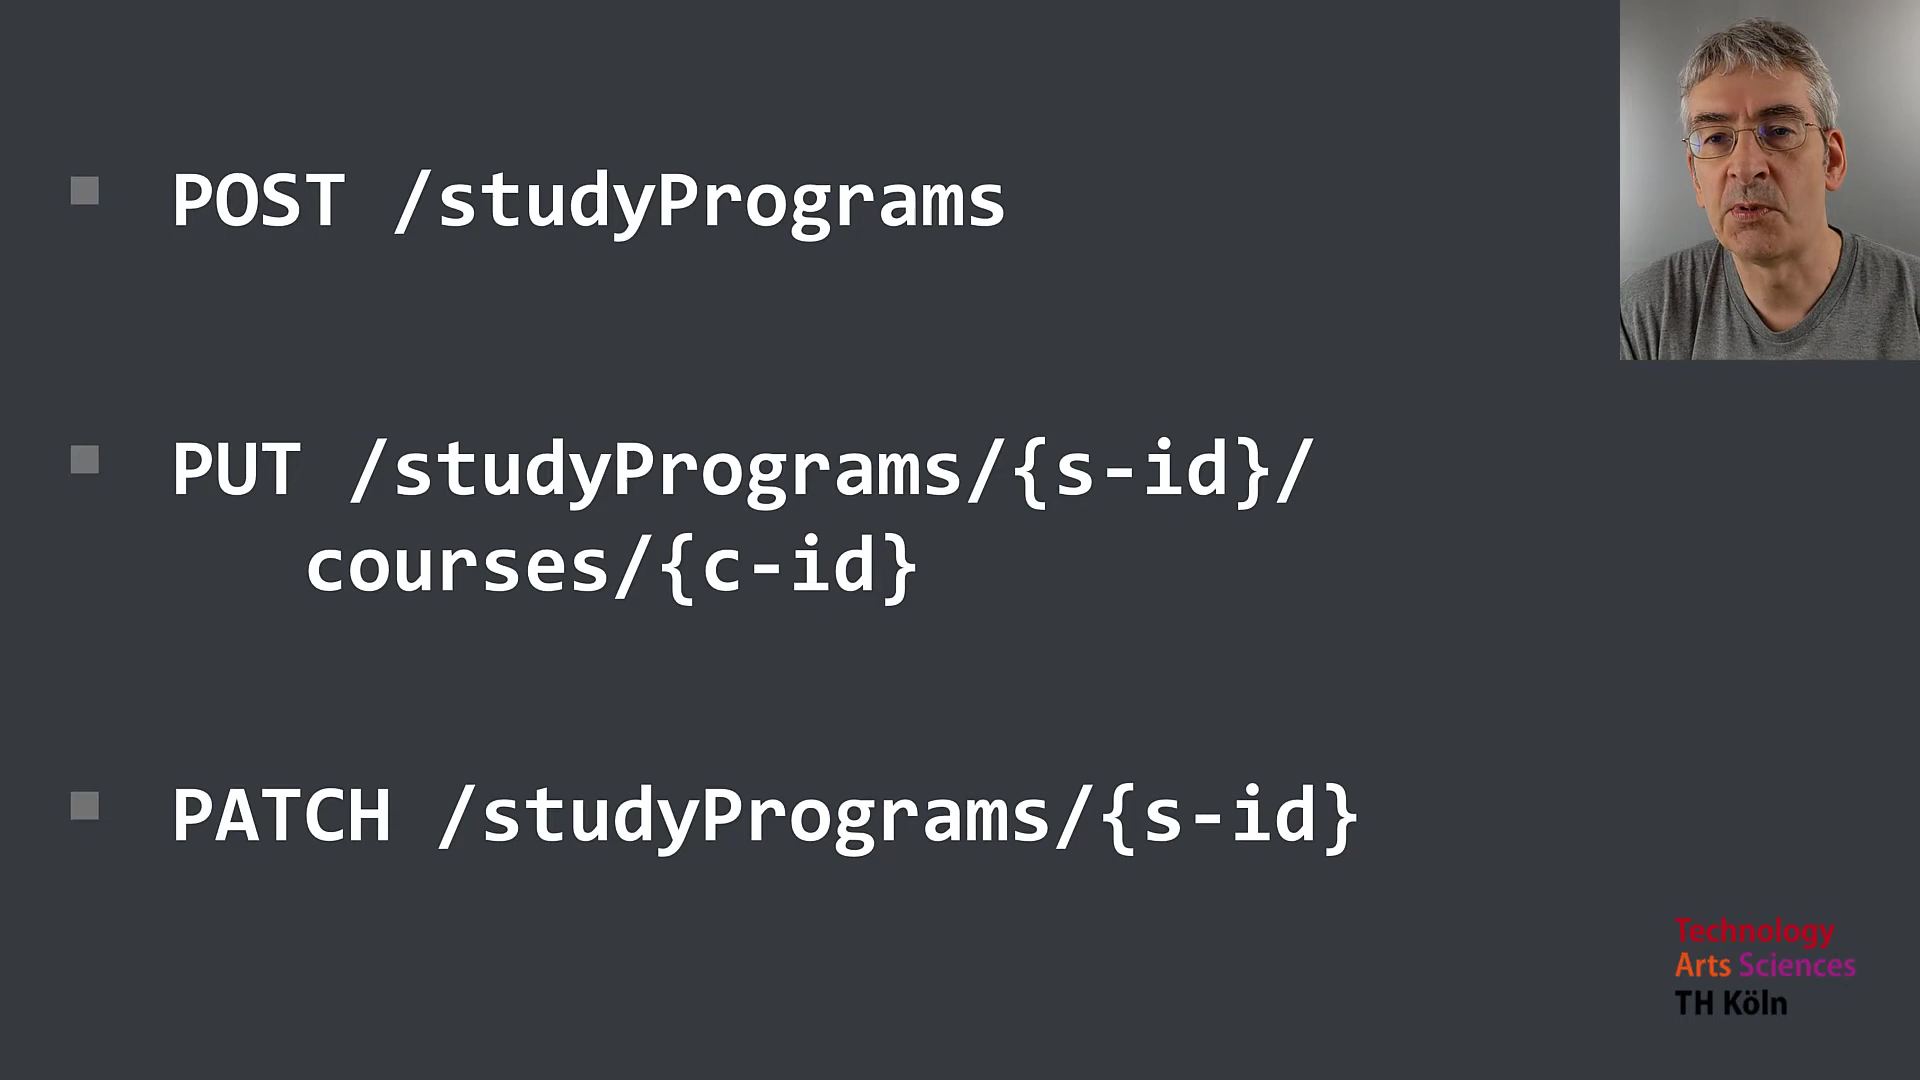 POST /studyPrograms
PUT /studyPrograms/{s-id}/
courses/{c-id}
PATCH /studyPrograms/{s-id}
Technology
Arts Sciences
TH Köln